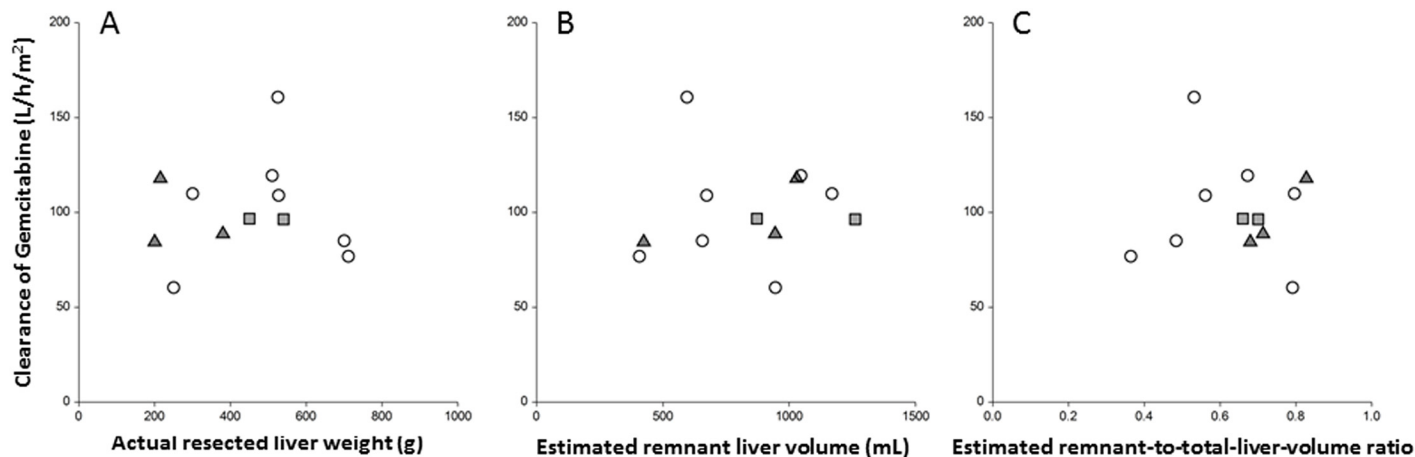 A
B
C
Clearance of Gemcitabine (L/h/m²)
200
150
100
50
0
0 200 400 600 800 1000
Actual resected liver weight (g)
200
150
100
50
0
0 500 1000 1500
Estimated remnant liver volume (mL)
200
150
100
50
0
0.0 0.2 0.4 0.6 0.8 1.0
Estimated remnant-to-total-liver-volume ratio